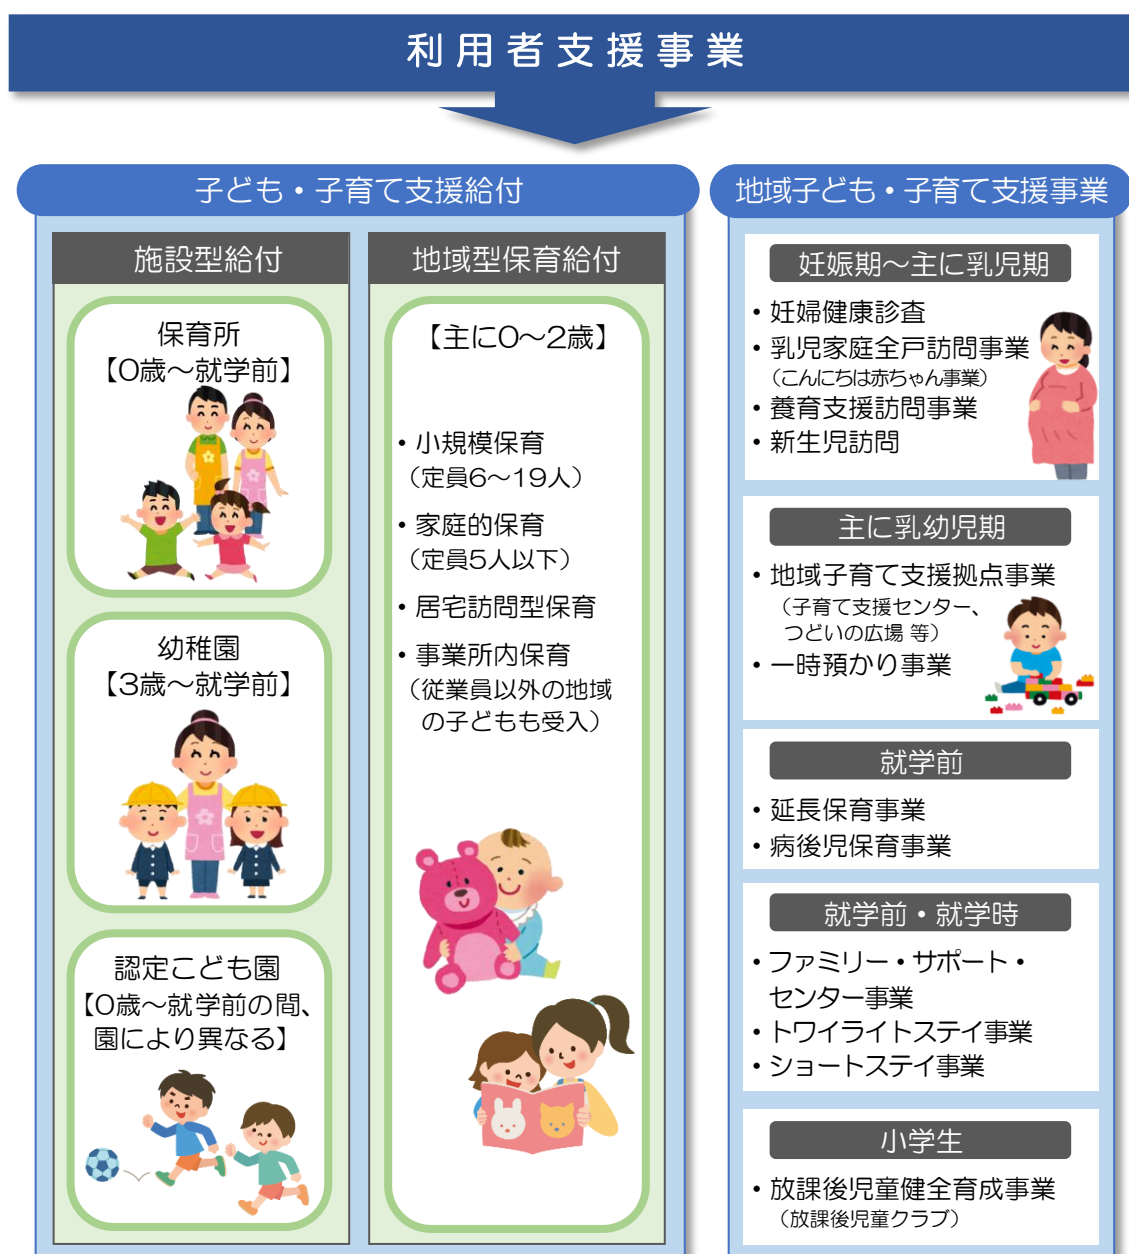 利用者支援事業
子ども・子育て支援給付
施設型給付
保育所
【0歳～就学前】
幼稚園
【3歳～就学前】
認定こども園
【0歳～就学前の間、
園により異なる】
地域型保育給付
【主に0～2歳】
・小規模保育
（定員6～19人）
・家庭的保育
（定員5人以下）
・居宅訪問型保育
・事業所内保育
（従業員以外の地域
の子どもも受入）
地域子ども・子育て支援事業
妊娠期～主に乳児期
・妊婦健康診査
・乳児家庭全戸訪問事業
（こんにちは赤ちゃん事業）
・養育支援訪問事業
・新生児訪問
主に乳幼児期
・地域子育て支援拠点事業
（子育て支援センター、
つどいの広場 等）
・一時預かり事業
就学前
・延長保育事業
・病後児保育事業
就学前・就学時
・ファミリー・サポート・
センター事業
・トワイライトステイ事業
・ショートステイ事業
小学生
・放課後児童健全育成事業
（放課後児童クラブ）